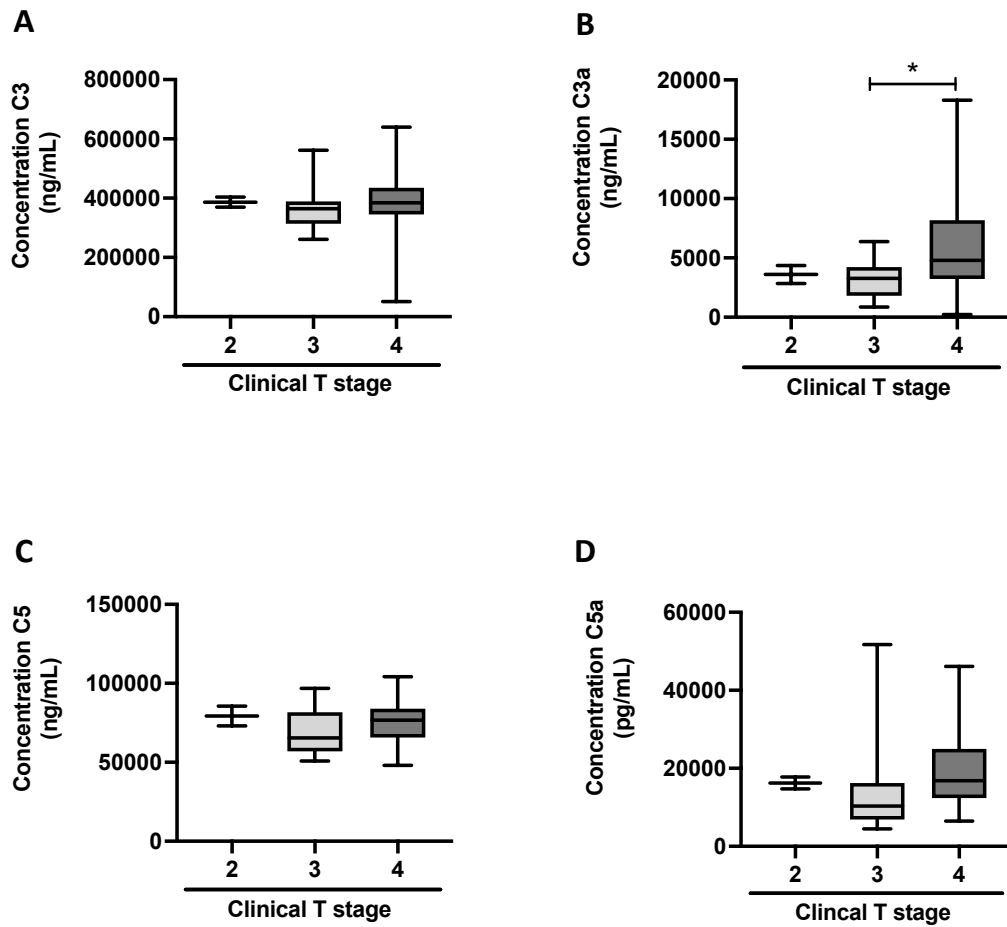 A
Concentration C3
(ng/mL)
800000
600000
400000
200000
0
2 3 4
Clinical T stage
B
Concentration C3a
(ng/mL)
20000
15000
10000
5000
0
*
2 3 4
Clinical T stage
C
Concentration C5
(ng/mL)
150000
100000
50000
0
2 3 4
Clinical T stage
D
Concentration C5a
(pg/mL)
60000
40000
20000
0
2 3 4
Clincal T stage